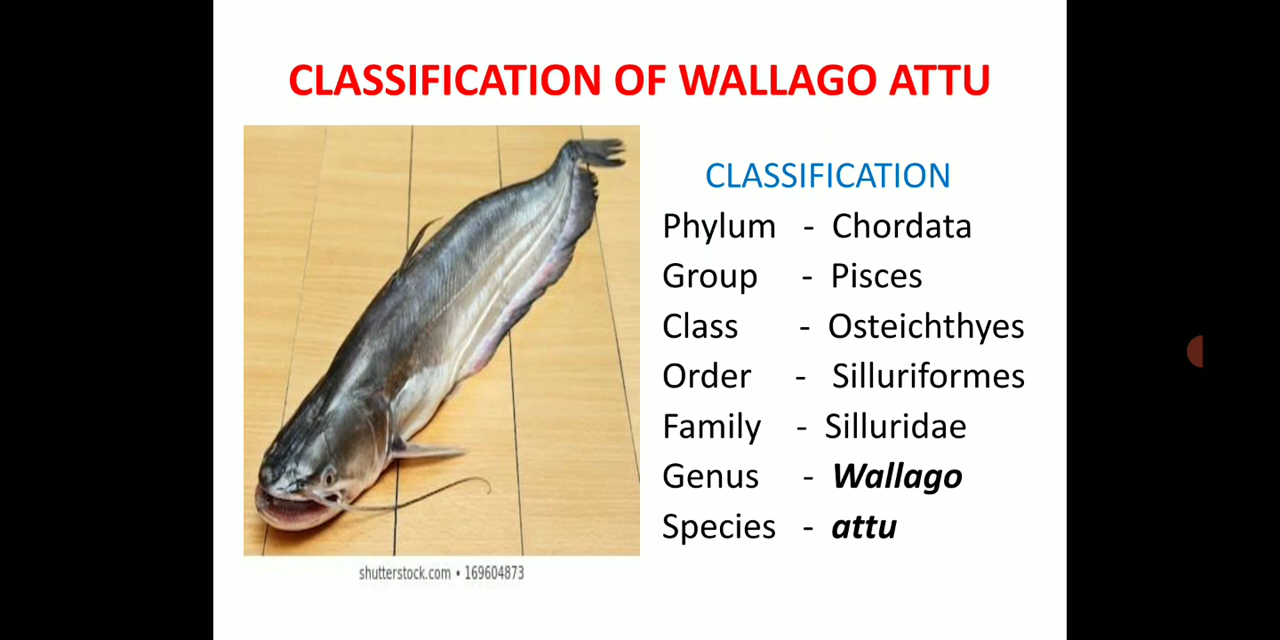 CLASSIFICATION OF WALLAGO ATTU
CLASSIFICATION
Phylum - Chordata
Group - Pisces
Class - Osteichthyes
Order - Silluriformes
Family - Silluridae
Genus - Wallago
Species - attu
shutterstock.com • 169604873